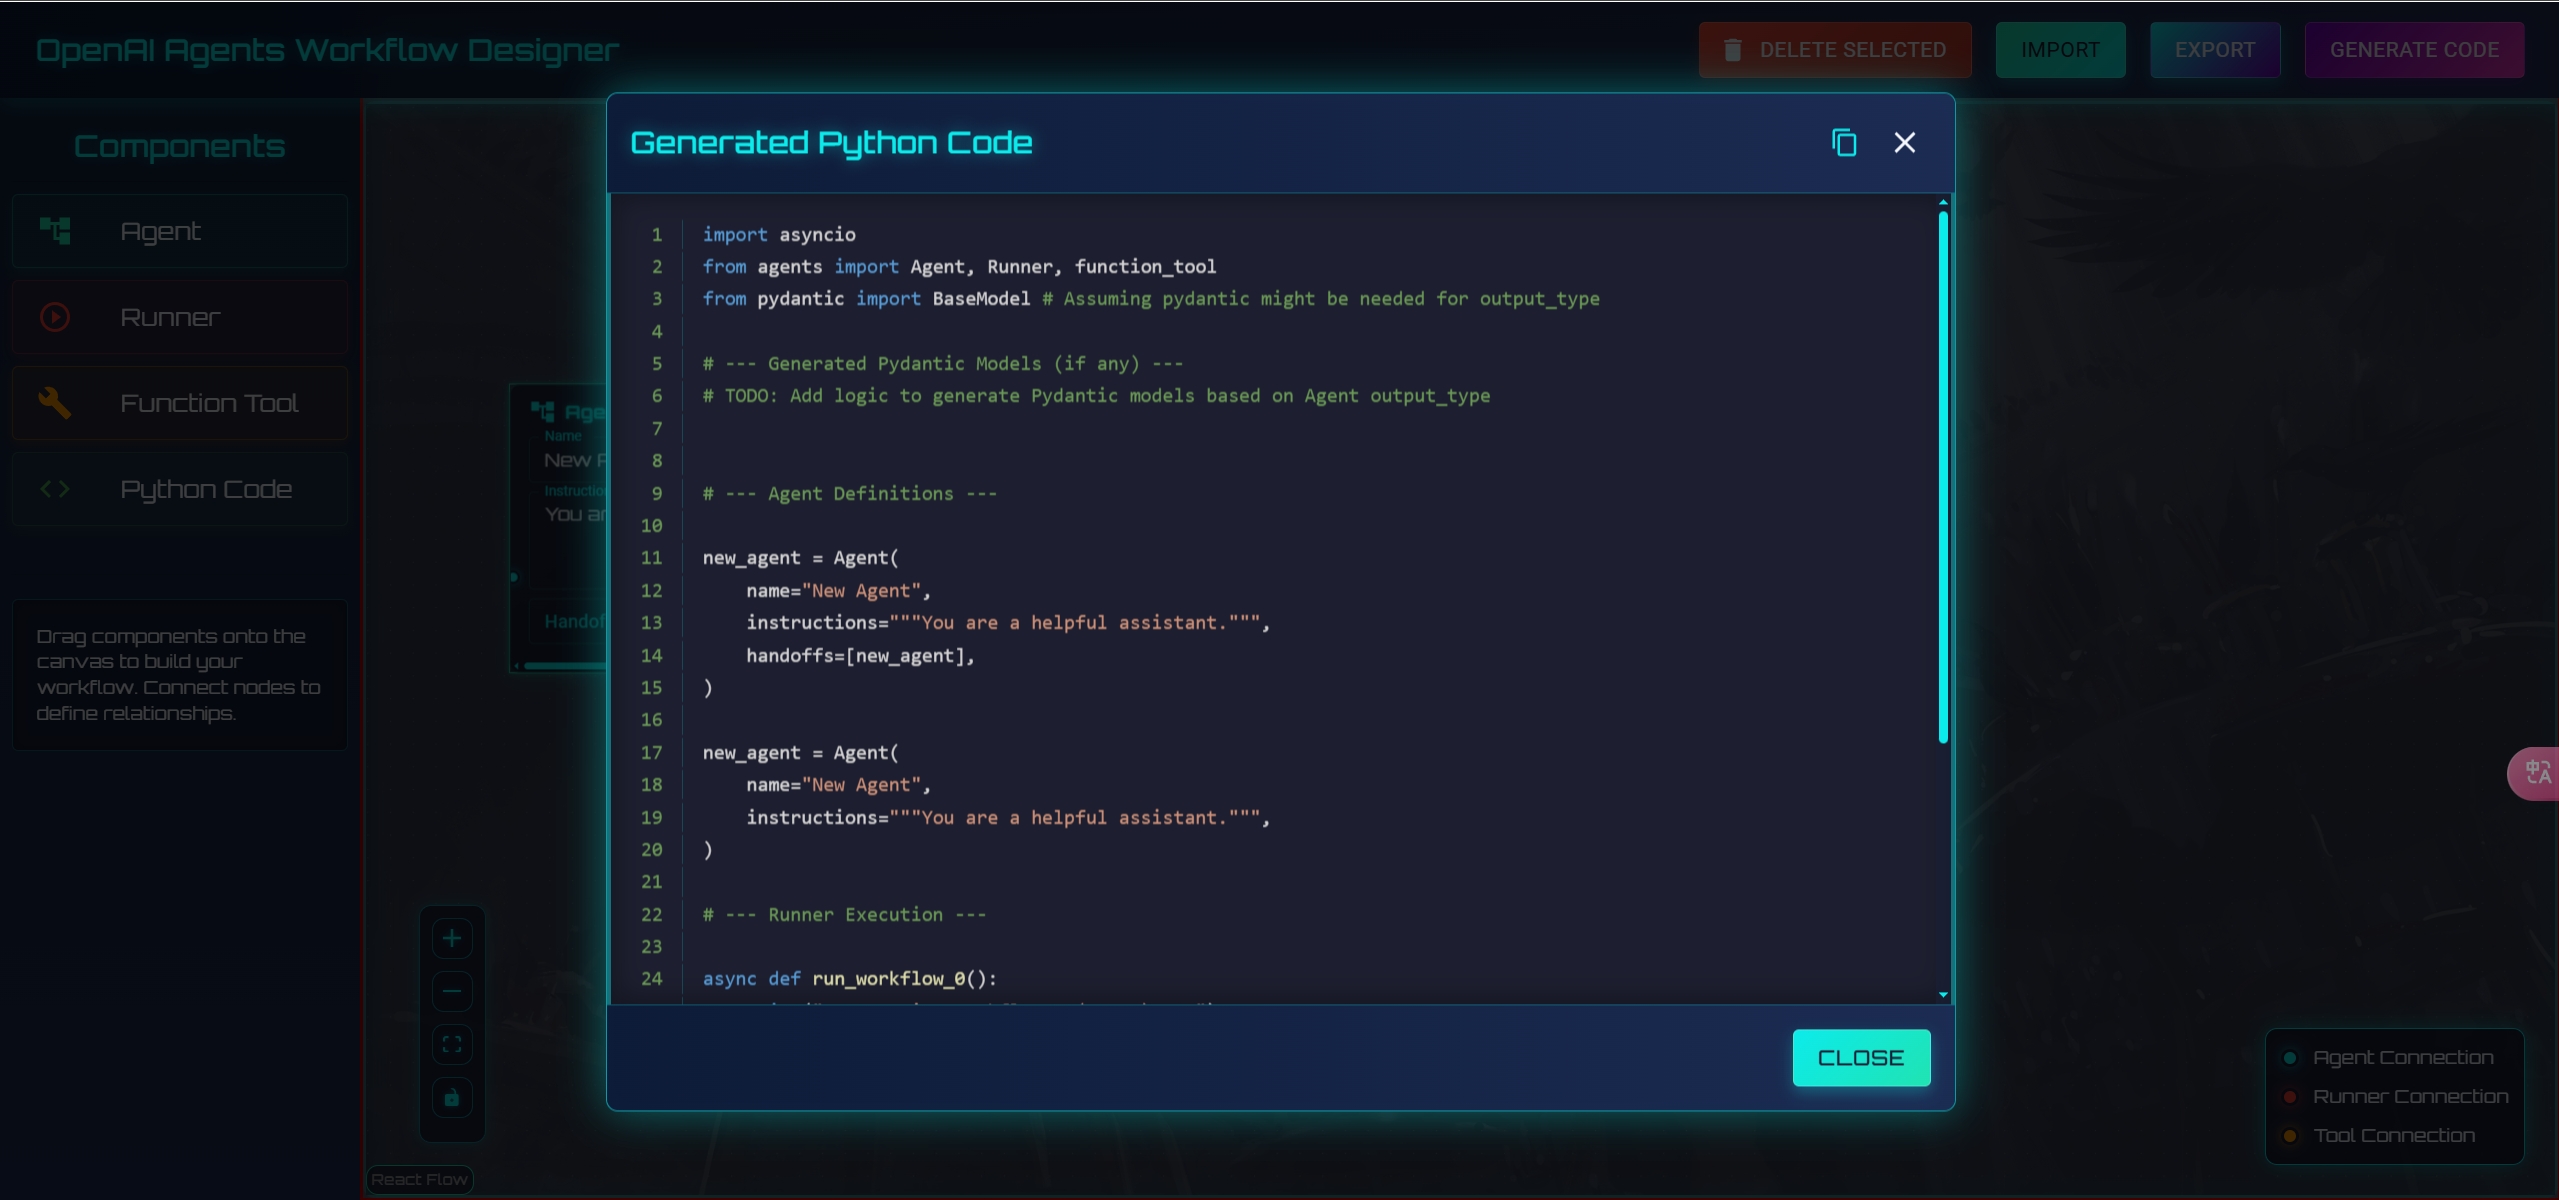 OpenAI Agents Workflow Designer
DELETE SELECTED
IMPORT
EXPORT
GENERATE CODE
Components
Agent
Runner
Function Tool
Python Code
Drag components onto the
canvas to build your
workflow. Connect nodes to
define relationships.
Name
New
Handof
Generated Python Code
1 import asyncio
2 from agents import Agent, Runner, function_tool
3 from pydantic import BaseModel # Assuming pydantic might be needed for output_type
4
5 # --- Generated Pydantic Models (if any) ---
6 # TODO: Add logic to generate Pydantic models based on Agent output_type
7
8
9 # --- Agent Definitions ---
10
11 new_agent = Agent(
12     name="New Agent",
13     instructions="""You are a helpful assistant.""",
14     handoffs=[new_agent],
15 )
16
17 new_agent = Agent(
18     name="New Agent",
19     instructions="""You are a helpful assistant.""",
20 )
21
22 # --- Runner Execution ---
23
24 async def run_workflow_0():
CLOSE
中A
Agent Connection
Runner Connection
Tool Connection
React Flow